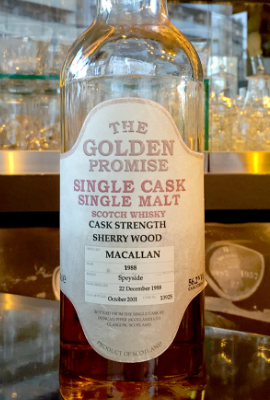 THE
GOLDEN
PROMISE
SINGLE CASK
SINGLE MALT
SCOTCH WHISKY
CASK STRENGTH
SHERRY WOOD
MACALLAN
1988
Speyside
22 December 1988
October 2001
PRODUCT OF SCOTLAND